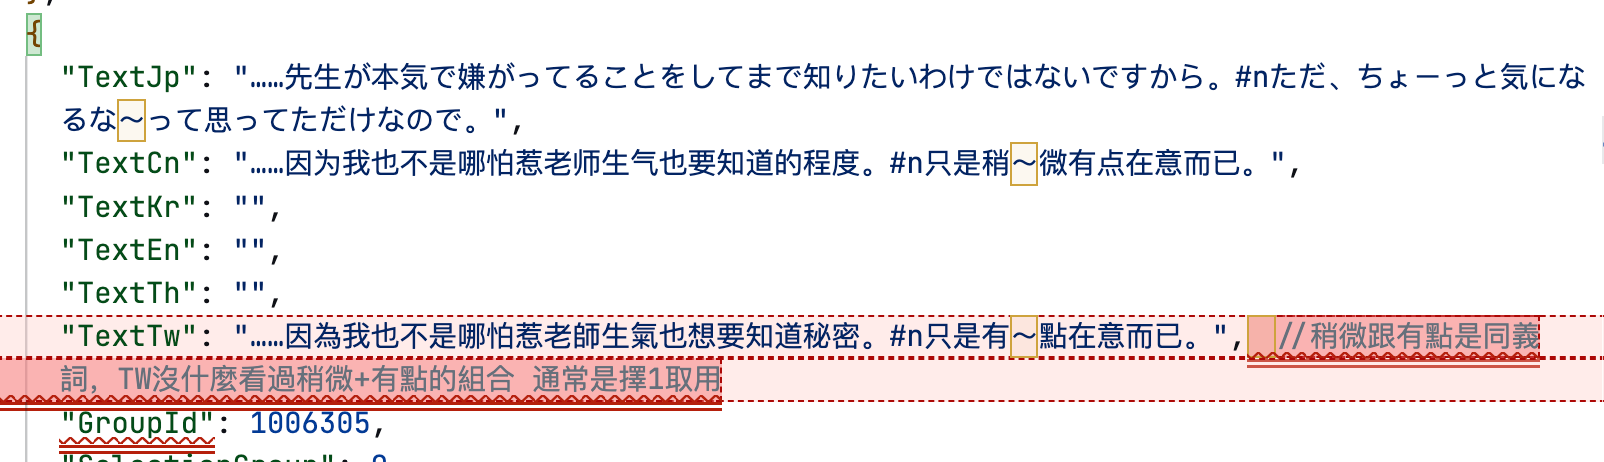 {
"TextJp": "……先生が本気で嫌がってることをしてまで知りたいわけではないですから。#nただ、ちょーっと気にな
るな～って思ってただけなので。",
"TextCn": "……因为我也不是哪怕惹老师生气也要知道的程度。#n只是稍～微有点在意而已。",
"TextKr": "",
"TextEn": "",
"TextTh": "",
"TextTw": "……因為我也不是哪怕惹老師生氣也想要知道秘密。#n只是有～點在意而已。", //稍微跟有點是同義
詞, TW沒什麼看過稍微+有點的組合 通常是擇1取用
"GroupId": 1006305,